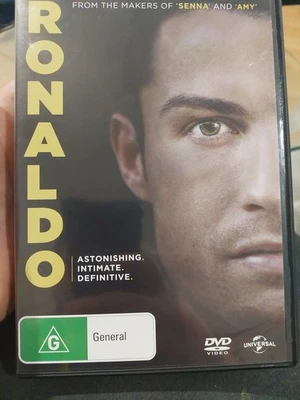 FROM THE MAKERS OF 'SENNA' AND 'AMY'
RONALDO
ASTONISHING.
INTIMATE.
DEFINITIVE.
G
General
DVD
VIDEO
UNIVERSAL